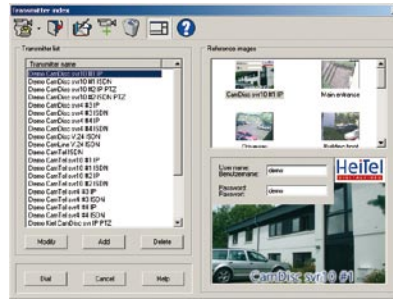 Transmitter index
Transmitter list
Transmitter name
Demo CamDisc svr10 #1 IP
Demo CamDisc svr10 #1 ISDN
Demo CamDisc svr10 #2 IP PTZ
Demo CamDisc svr10 #2 ISDN PTZ
Demo CamDisc svr4 #3 IP
Demo CamDisc svr4 #3 ISDN
Demo CamDisc svr4 #4 IP
Demo CamDisc svr4 #4 ISDN
Demo CamDisc V.24 ISDN
Demo CamLine V.24 ISDN
Demo CamTel ISDN
Demo CamTel svr10 #1 IP
Demo CamTel svr10 #1 ISDN
Demo CamTel svr10 #2 IP
Demo CamTel svr10 #2 ISDN
Demo CamTel svr4 #3 IP
Demo CamTel svr4 #3 ISDN
Demo CamTel svr4 #4 IP
Demo CamTel svr4 #4 ISDN
Demo Kiel CamDisc svr IP PTZ
Modify
Add
Delete
Dial
Cancel
Help
Reference images
CamDisc svr10 #1 IP
Main entrance
Driveway
Building front
User name:
Benutzername:
demo
Password
Passwort:
demo
HeiTel
CamDisc svr10 #1